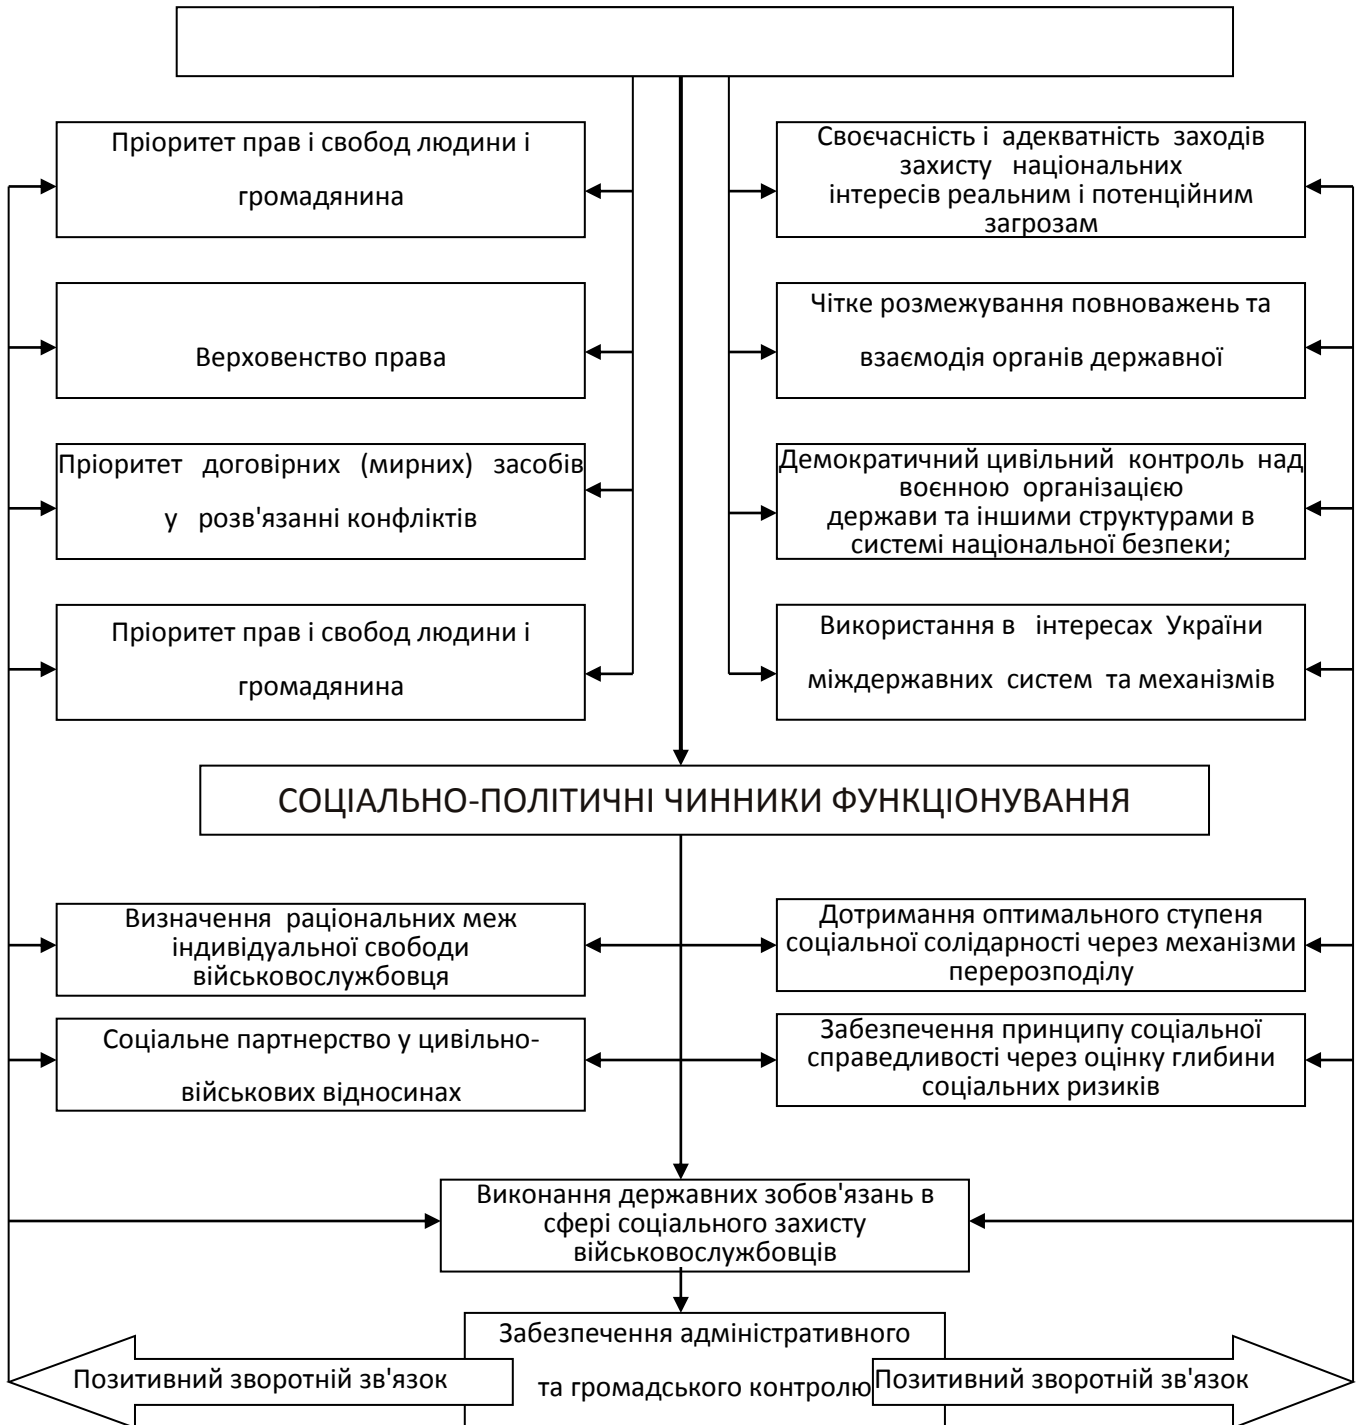 Пріоритет прав і свобод людини і
громадянина
Своєчасність і адекватність заходів
захисту національних
інтересів реальним і потенційним
загрозам
Верховенство права
Чітке розмежування повноважень та
взаємодія органів державної
Пріоритет договірних (мирних) засобів
у розв'язанні конфліктів
Демократичний цивільний контроль над
воєнною організацією
держави та іншими структурами в
системі національної безпеки;
Пріоритет прав і свобод людини і
громадянина
Використання в інтересах України
міждержавних систем та механізмів
СОЦІАЛЬНО-ПОЛІТИЧНІ ЧИННИКИ ФУНКЦІОНУВАННЯ
Визначення раціональних меж
індивідуальної свободи
військовослужбовця
Дотримання оптимального ступеня
соціальної солідарності через механізми
перерозподілу
Соціальне партнерство у цивільно-
військових відносинах
Забезпечення принципу соціальної
справедливості через оцінку глибини
соціальних ризиків
Виконання державних зобов'язань в
сфері соціального захисту
військовослужбовців
Забезпечення адміністративного
та громадського контролю
Позитивний зворотній зв'язок
Позитивний зворотній зв'язок